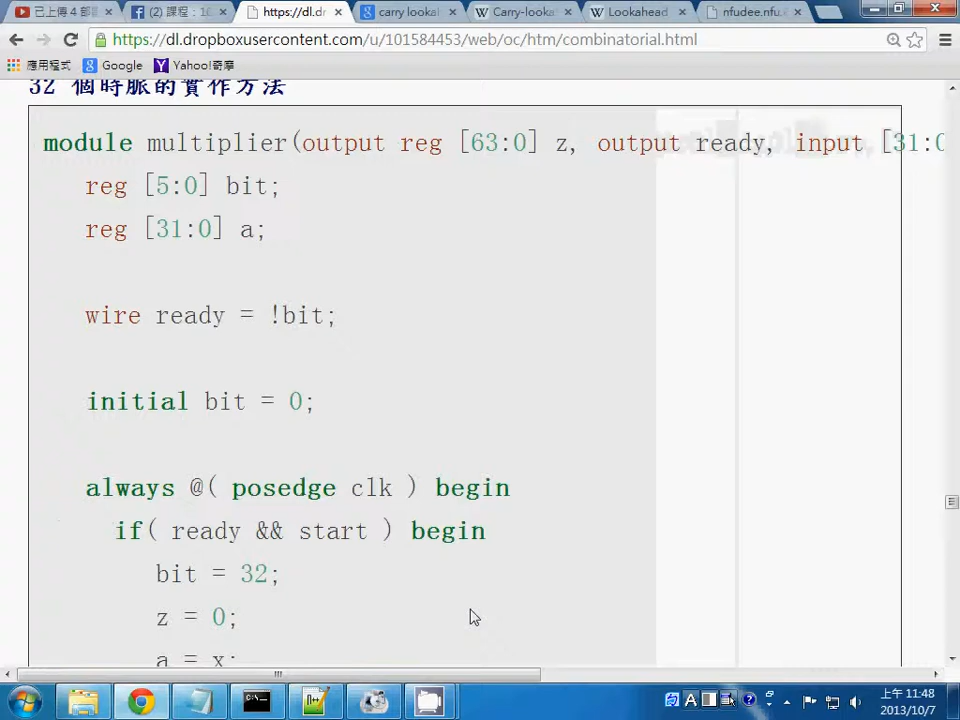 已上傳 4 部
(2) 課程：10
https://dl.dr
carry lookal
Carry-looka
Lookahead
nfudee.nfu.e
https://dl.dropboxusercontent.com/u/101584453/web/oc/htm/combinatorial.html
應用程式 Google Yahoo!奇摩
32 個時脈的實作方法
module multiplier(output reg [63:0] z, output ready, input [31:0
reg [5:0] bit;
reg [31:0] a;
wire ready = !bit;
initial bit = 0;
always @( posedge clk ) begin
if( ready && start ) begin
bit = 32;
z = 0;
a = x;
上午 11:48
2013/10/7